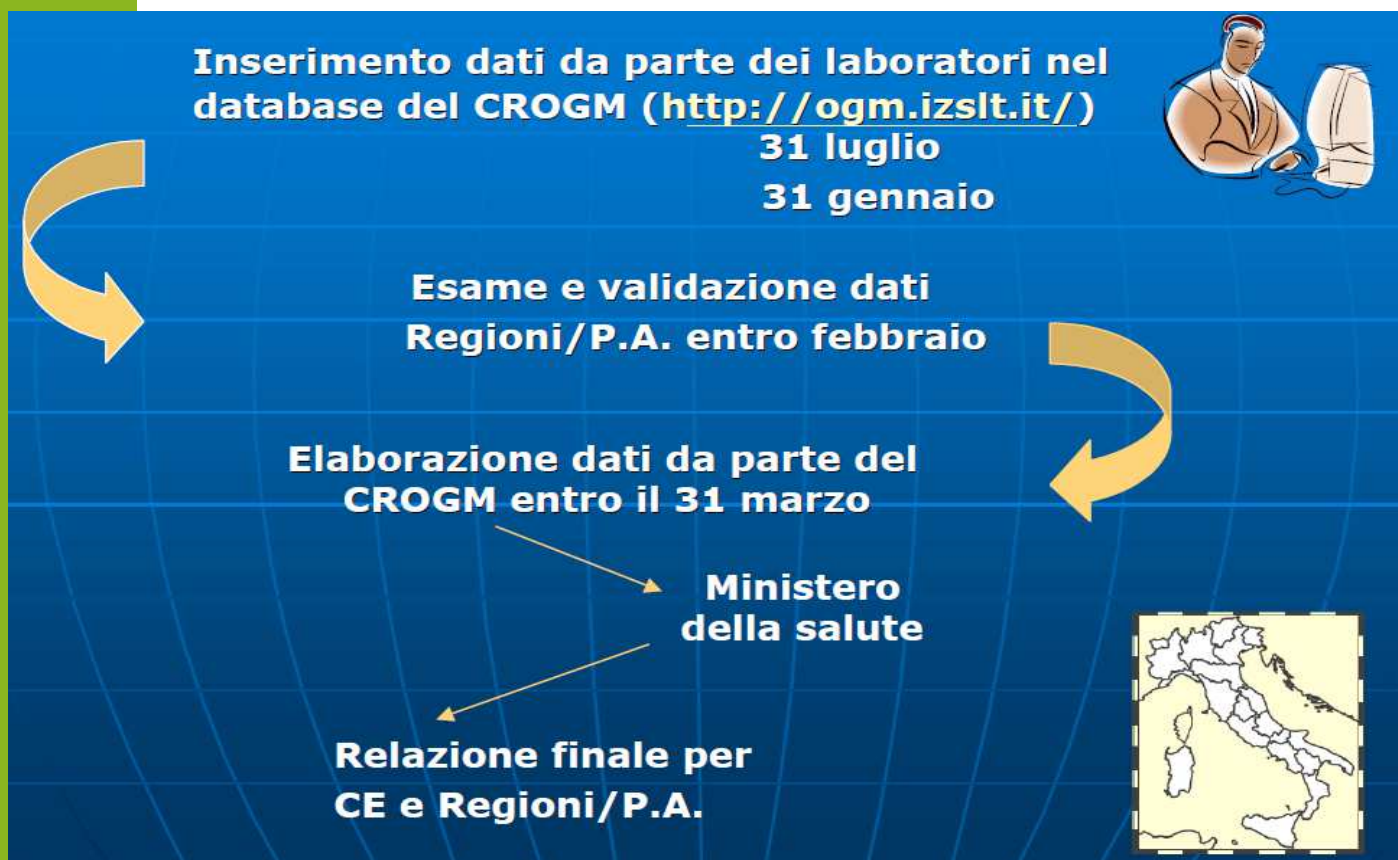 Inserimento dati da parte dei laboratori nel
database del CROGM (http://ogm.izslt.it/)
31 luglio
31 gennaio
Esame e validazione dati
Regioni/P.A. entro febbraio
Elaborazione dati da parte del
CROGM entro il 31 marzo
Ministero
della salute
Relazione finale per
CE e Regioni/P.A.